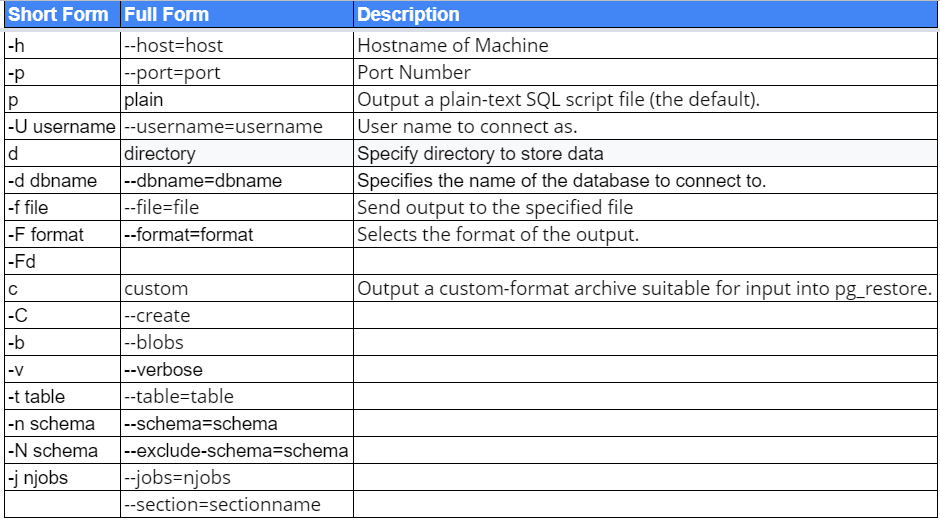 Short Form Full Form Description
-h --host=host Hostname of Machine
-p --port=port Port Number
p plain Output a plain-text SQL script file (the default).
-U username --username=username User name to connect as.
d directory Specify directory to store data
-d dbname --dbname=dbname Specifies the name of the database to connect to.
-f file --file=file Send output to the specified file
-F format --format=format Selects the format of the output.
-Fd
c custom Output a custom-format archive suitable for input into pg_restore.
-C --create
-b --blobs
-v --verbose
-t table --table=table
-n schema --schema=schema
-N schema --exclude-schema=schema
-j njobs --jobs=njobs
--section=sectionname